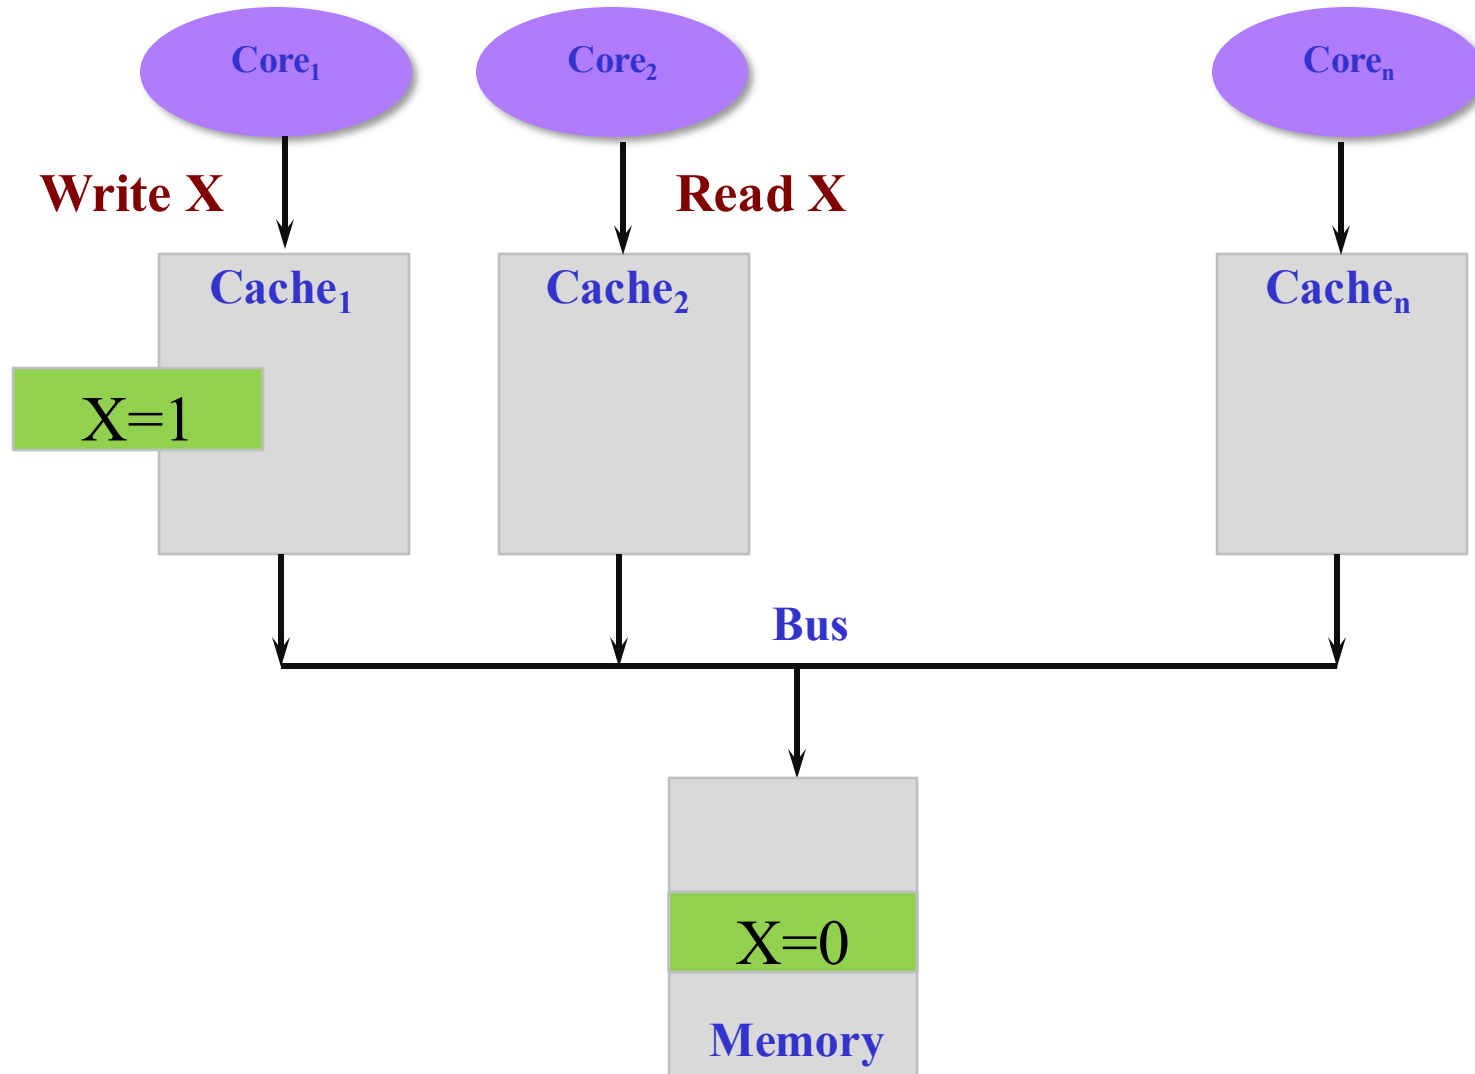 Core₁
Core₂
Coreₙ
Write X
Read X
Cache₁
Cache₂
Cacheₙ
X=1
Bus
X=0
Memory